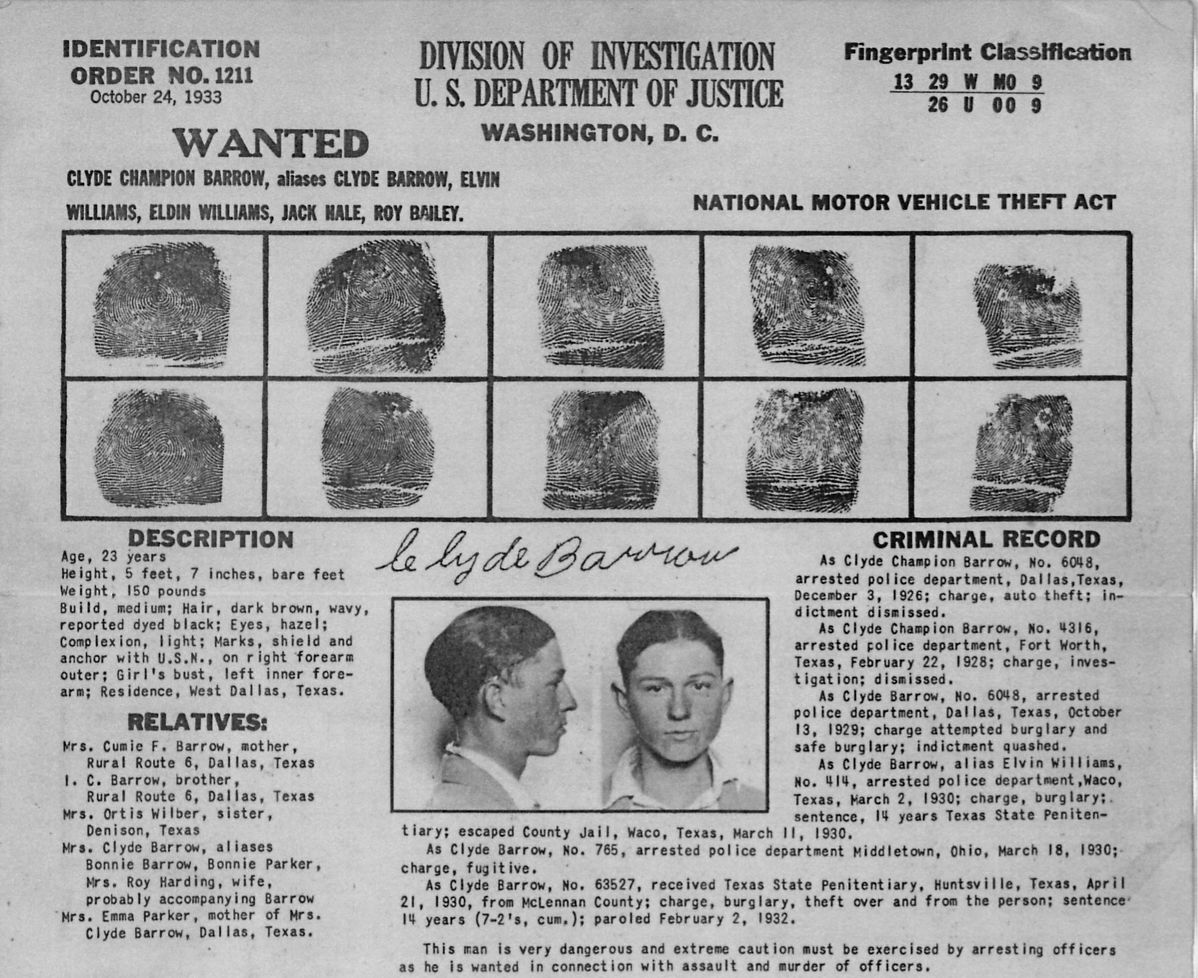 IDENTIFICATION
ORDER NO. 1211
October 24, 1933
DIVISION OF INVESTIGATION
U. S. DEPARTMENT OF JUSTICE
WASHINGTON, D. C.
Fingerprint Classification
13 29 W MO 9
26 U OO 9
WANTED
CLYDE CHAMPION BARROW, aliases CLYDE BARROW, ELVIN
WILLIAMS, ELDIN WILLIAMS, JACK HALE, ROY BAILEY.
NATIONAL MOTOR VEHICLE THEFT ACT
DESCRIPTION
Age, 23 years
Height, 5 feet, 7 inches, bare feet
Weight, 150 pounds
Build, medium; Hair, dark brown, wavy,
reported dyed black; Eyes, hazel;
Complexion, light; Marks, shield and
anchor with U.S.N., on right forearm
outer; Girl's bust, left inner fore-
arm; Residence, West Dallas, Texas.
RELATIVES:
Mrs. Cumie F. Barrow, mother,
Rural Route 6, Dallas, Texas
I. C. Barrow, brother,
Rural Route 6, Dallas, Texas
Mrs. Ortis Wilber, sister,
Denison, Texas
Mrs. Clyde Barrow, aliases
Bonnie Barrow, Bonnie Parker,
Mrs. Roy Harding, wife,
probably accompanying Barrow
Mrs. Emma Parker, mother of Mrs.
Clyde Barrow, Dallas, Texas.
Clyde Barrow
CRIMINAL RECORD
As Clyde Champion Barrow, No. 6048,
arrested police department, Dallas,Texas,
December 3, 1926; charge, auto theft; in-
dictment dismissed.
As Clyde Champion Barrow, No. 4316,
arrested police department, Fort Worth,
Texas, February 22, 1928; charge, inves-
tigation; dismissed.
As Clyde Barrow, No. 6048, arrested
police department, Dallas, Texas, October
13, 1929; charge attempted burglary and
safe burglary; indictment quashed.
As Clyde Barrow, alias Elvin Williams,
No. 414, arrested police department,Waco,
Texas, March 2, 1930; charge, burglary;
sentence, 14 years Texas State Peniten-
tiary; escaped County Jail, Waco, Texas, March 11, 1930.
As Clyde Barrow, No. 765, arrested police department Middletown, Ohio, March 18, 1930;
charge, fugitive.
As Clyde Barrow, No. 63527, received Texas State Penitentiary, Huntsville, Texas, April
21, 1930, from McLennan County; charge, burglary, theft over and from the person; sentence
14 years (7-2's, cum.); paroled February 2, 1932.
This man is very dangerous and extreme caution must be exercised by arresting officers
as he is wanted in connection with assault and murder of officers.